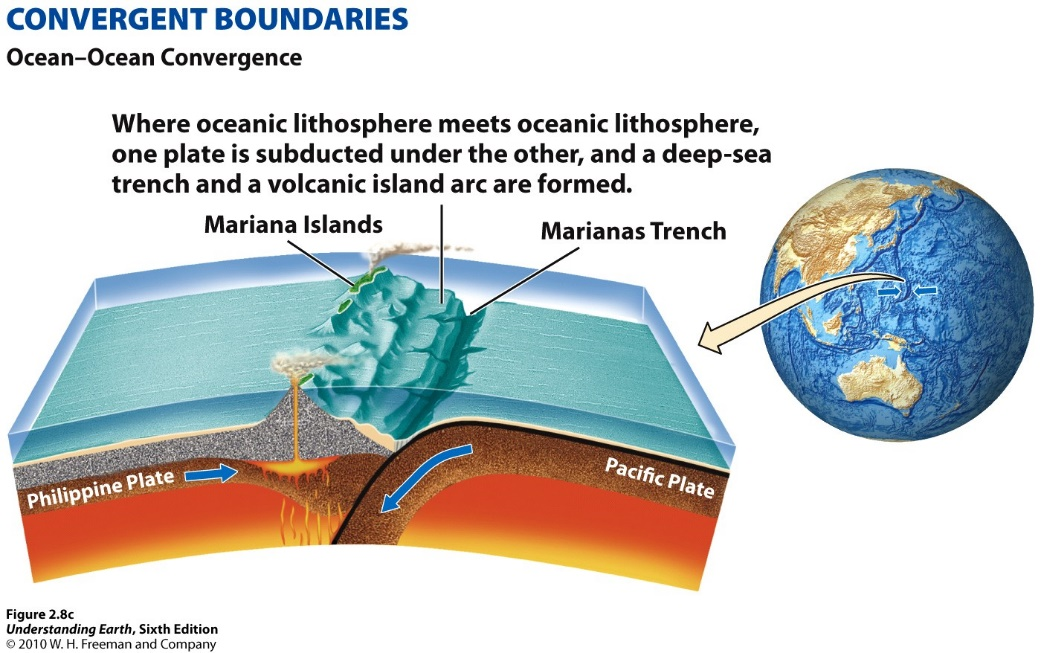 CONVERGENT BOUNDARIES
Ocean–Ocean Convergence
Where oceanic lithosphere meets oceanic lithosphere,
one plate is subducted under the other, and a deep-sea
trench and a volcanic island arc are formed.
Mariana Islands
Marianas Trench
Philippine Plate
Pacific Plate
Figure 2.8c
Understanding Earth, Sixth Edition
© 2010 W. H. Freeman and Company